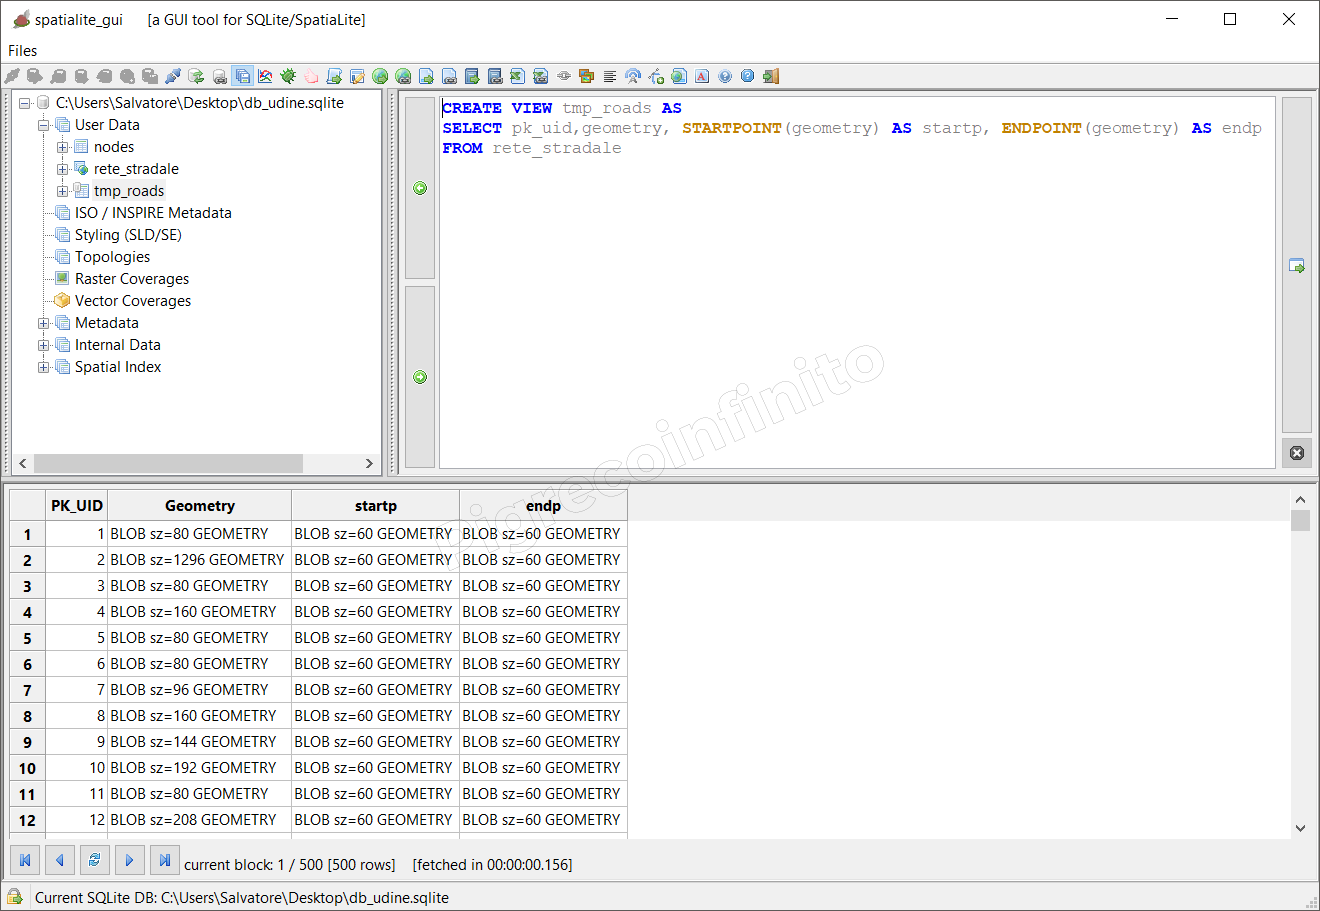 spatialite_gui [a GUI tool for SQLite/SpatiaLite]
Files
C:\Users\Salvatore\Desktop\db_udine.sqlite
User Data
nodes
rete_stradale
tmp_roads
ISO / INSPIRE Metadata
Styling (SLD/SE)
Topologies
Raster Coverages
Vector Coverages
Metadata
Internal Data
Spatial Index
CREATE VIEW tmp_roads AS
SELECT pk_uid,geometry, STARTPOINT(geometry) AS startp, ENDPOINT(geometry) AS endp
FROM rete_stradale
Pigrecoinfinito
PK_UID Geometry startp endp
1 1 BLOB sz=80 GEOMETRY BLOB sz=60 GEOMETRY BLOB sz=60 GEOMETRY
2 2 BLOB sz=1296 GEOMETRY BLOB sz=60 GEOMETRY BLOB sz=60 GEOMETRY
3 3 BLOB sz=80 GEOMETRY BLOB sz=60 GEOMETRY BLOB sz=60 GEOMETRY
4 4 BLOB sz=160 GEOMETRY BLOB sz=60 GEOMETRY BLOB sz=60 GEOMETRY
5 5 BLOB sz=80 GEOMETRY BLOB sz=60 GEOMETRY BLOB sz=60 GEOMETRY
6 6 BLOB sz=80 GEOMETRY BLOB sz=60 GEOMETRY BLOB sz=60 GEOMETRY
7 7 BLOB sz=96 GEOMETRY BLOB sz=60 GEOMETRY BLOB sz=60 GEOMETRY
8 8 BLOB sz=160 GEOMETRY BLOB sz=60 GEOMETRY BLOB sz=60 GEOMETRY
9 9 BLOB sz=144 GEOMETRY BLOB sz=60 GEOMETRY BLOB sz=60 GEOMETRY
10 10 BLOB sz=192 GEOMETRY BLOB sz=60 GEOMETRY BLOB sz=60 GEOMETRY
11 11 BLOB sz=80 GEOMETRY BLOB sz=60 GEOMETRY BLOB sz=60 GEOMETRY
12 12 BLOB sz=208 GEOMETRY BLOB sz=60 GEOMETRY BLOB sz=60 GEOMETRY
current block: 1 / 500 [500 rows] [fetched in 00:00:00.156]
Current SQLite DB: C:\Users\Salvatore\Desktop\db_udine.sqlite